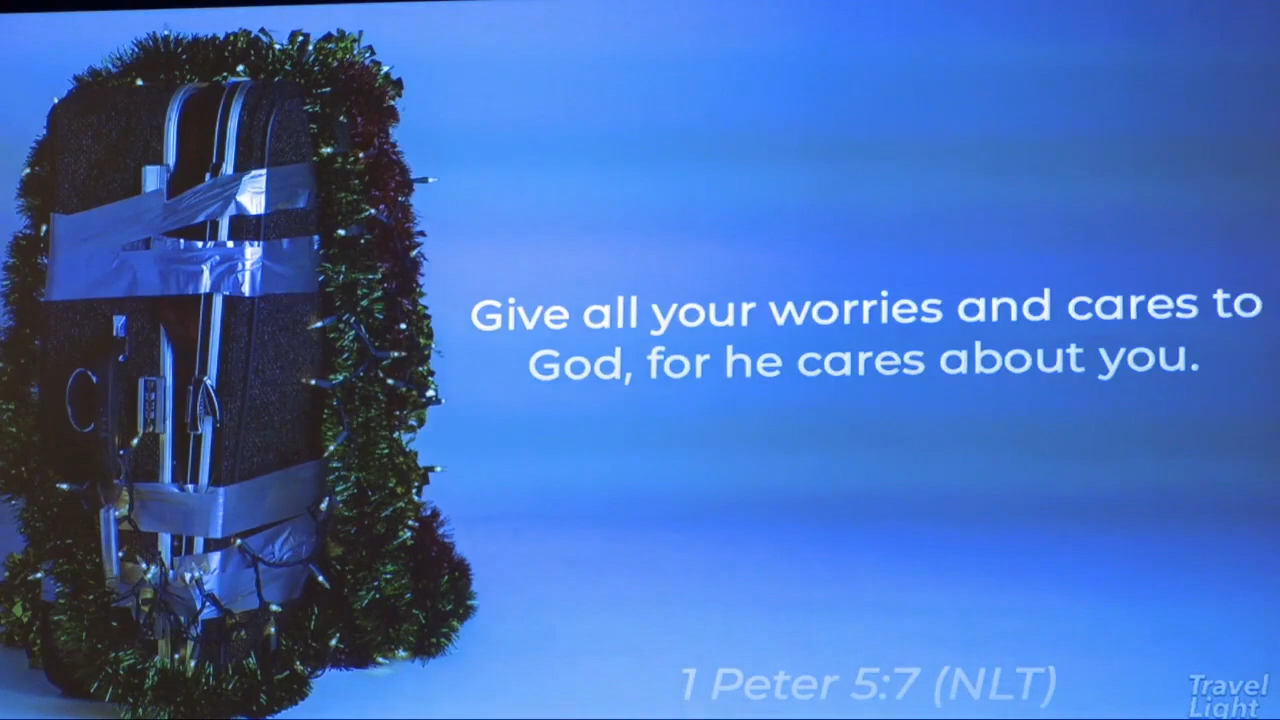 Give all your worries and cares to
God, for he cares about you.
1 Peter 5:7 (NLT)
Travel
Light